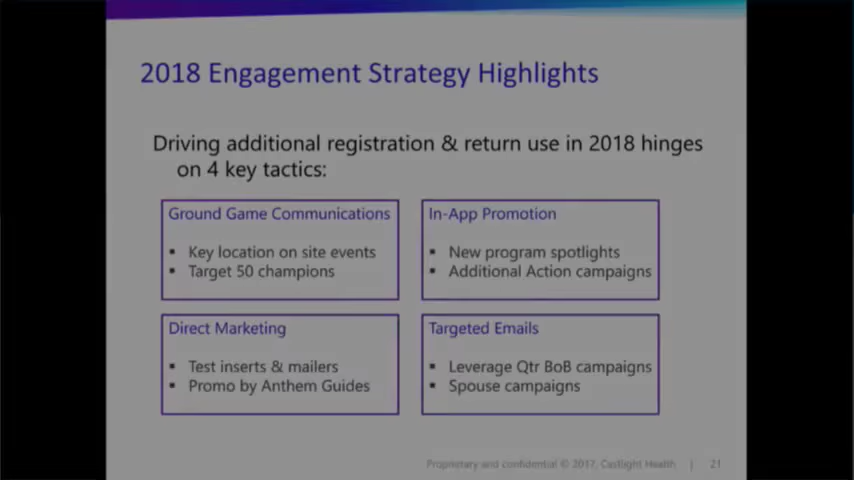 2018 Engagement Strategy Highlights
Driving additional registration & return use in 2018 hinges
on 4 key tactics:
Ground Game Communications
▪ Key location on site events
▪ Target 50 champions
In-App Promotion
▪ New program spotlights
▪ Additional Action campaigns
Direct Marketing
▪ Test inserts & mailers
▪ Promo by Anthem Guides
Targeted Emails
▪ Leverage Qtr BoB campaigns
▪ Spouse campaigns
Proprietary and confidential © 2017, Castlight Health | 21